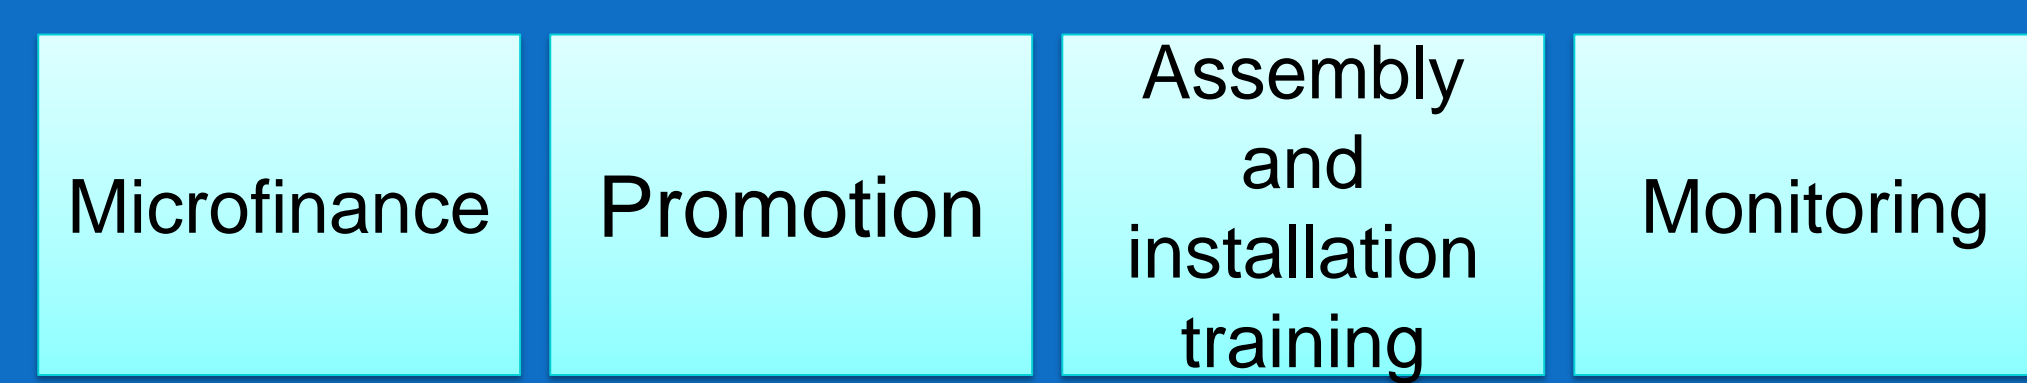 Microfinance
Promotion
Assembly
and
installation
training
Monitoring